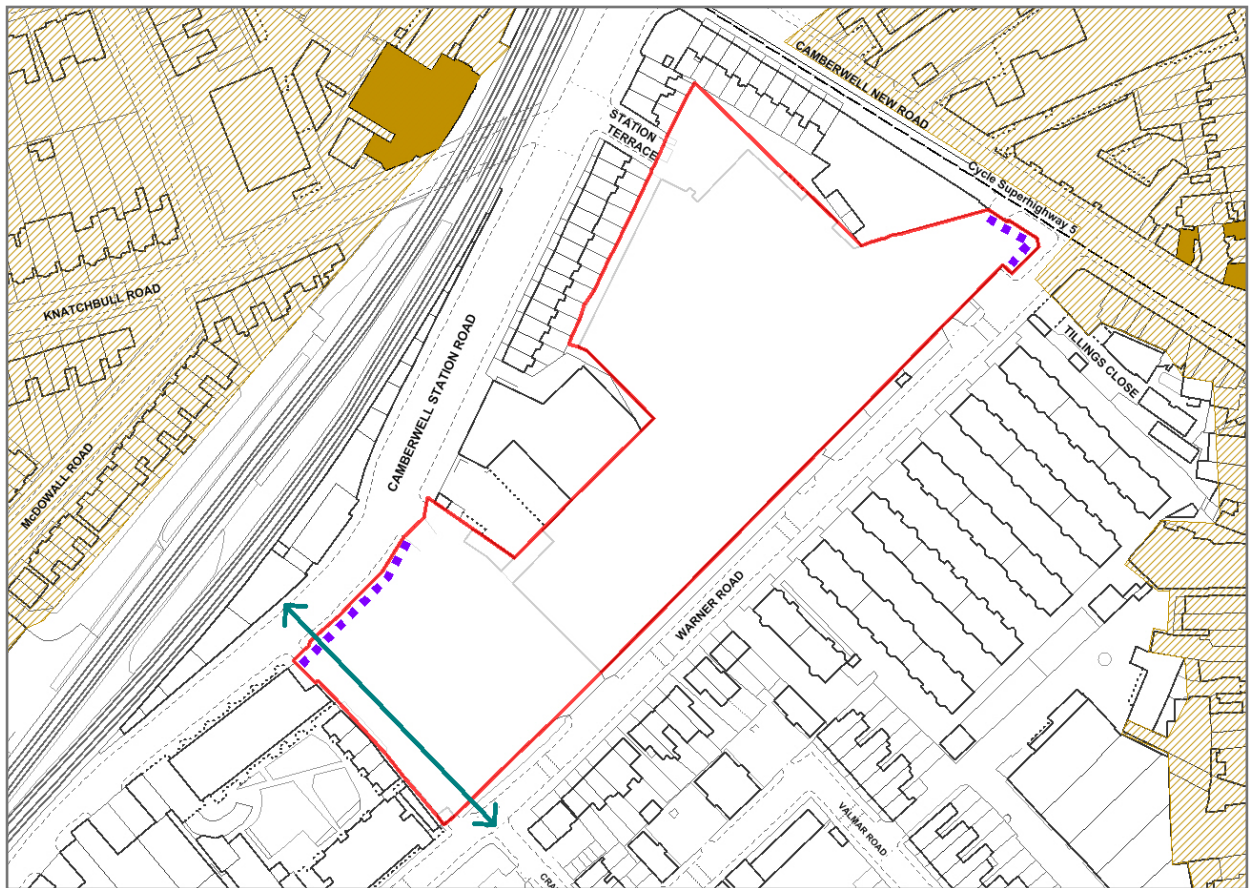 CAMBERWELL NEW ROAD
STATION
TERRACE
Cycle Superhighway 5
KNATCHBULL ROAD
TILLINGS CLOSE
CAMBERWELL STATION ROAD
McDOWALL ROAD
WARNER ROAD
VALMAR ROAD
CRA